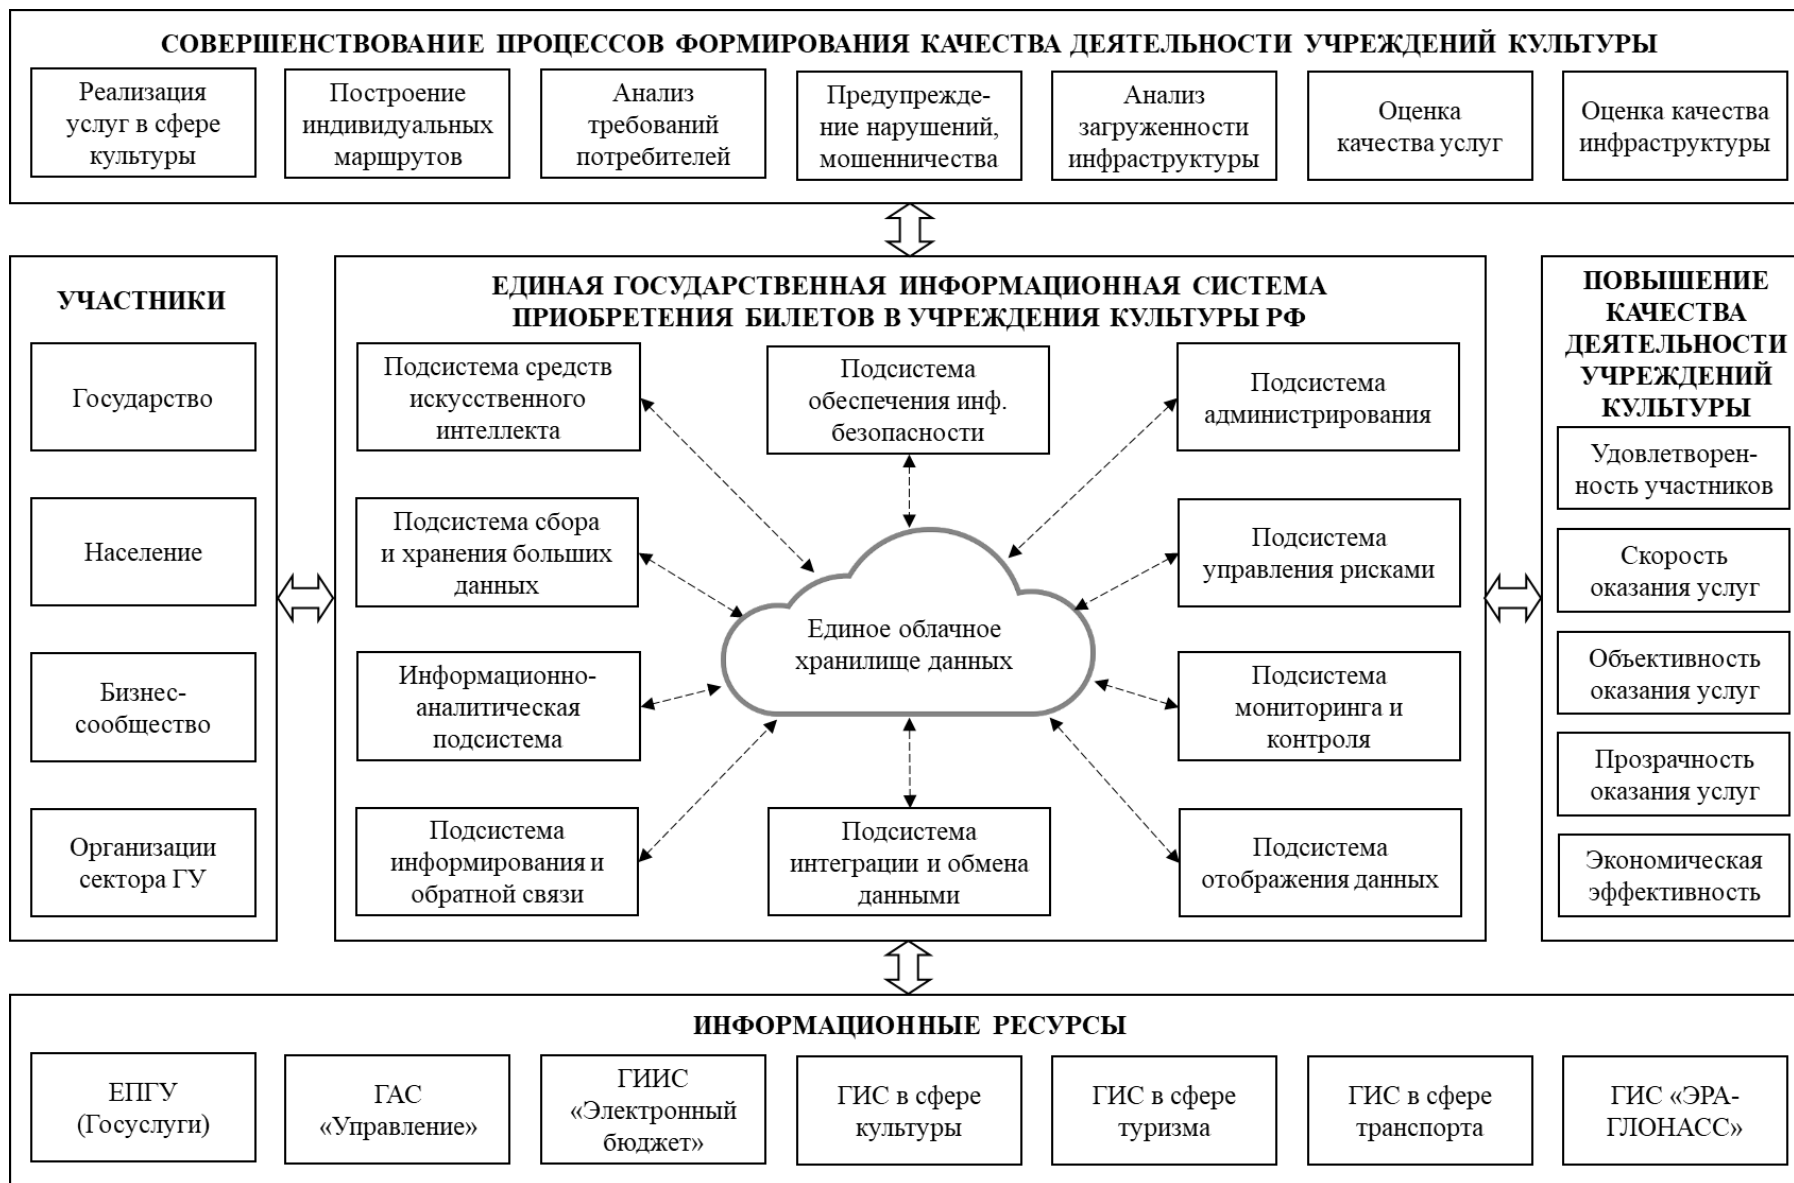 СОВЕРШЕНСТВОВАНИЕ ПРОЦЕССОВ ФОРМИРОВАНИЯ КАЧЕСТВА ДЕЯТЕЛЬНОСТИ УЧРЕЖДЕНИЙ КУЛЬТУРЫ
Реализация
услуг в сфере
культуры
Построение
индивидуальных
маршрутов
Анализ
требований
потребителей
Предупрежде-
ние нарушений,
мошенничества
Анализ
загруженности
инфраструктуры
Оценка
качества услуг
Оценка качества
инфраструктуры
УЧАСТНИКИ
Государство
Население
Бизнес-
сообщество
Организации
сектора ГУ
ЕДИНАЯ ГОСУДАРСТВЕННАЯ ИНФОРМАЦИОННАЯ СИСТЕМА
ПРИОБРЕТЕНИЯ БИЛЕТОВ В УЧРЕЖДЕНИЯ КУЛЬТУРЫ РФ
Подсистема средств
искусственного
интеллекта
Подсистема
обеспечения инф.
безопасности
Подсистема
администрирования
Подсистема сбора
и хранения больших
данных
Подсистема
управления рисками
Единое облачное
хранилище данных
Информационно-
аналитическая
подсистема
Подсистема
мониторинга и
контроля
Подсистема
информирования и
обратной связи
Подсистема
интеграции и обмена
данными
Подсистема
отображения данных
ПОВЫШЕНИЕ
КАЧЕСТВА
ДЕЯТЕЛЬНОСТИ
УЧРЕЖДЕНИЙ
КУЛЬТУРЫ
Удовлетворен-
ность участников
Скорость
оказания услуг
Объективность
оказания услуг
Прозрачность
оказания услуг
Экономическая
эффективность
ИНФОРМАЦИОННЫЕ РЕСУРСЫ
ЕПГУ
(Госуслуги)
ГАС
«Управление»
ГИИС
«Электронный
бюджет»
ГИС в сфере
культуры
ГИС в сфере
туризма
ГИС в сфере
транспорта
ГИС «ЭРА-
ГЛОНАСС»